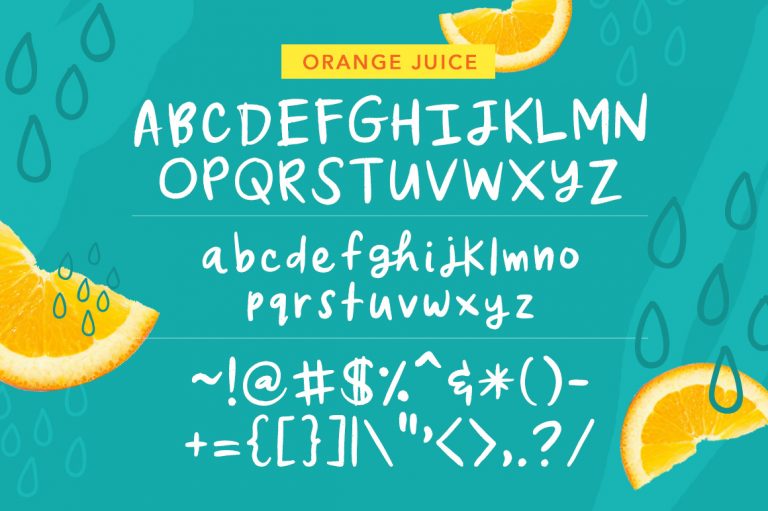 ORANGE JUICE
ABCDEFGHIJKLMN
OPQRSTUVWXYZ
abcdefghijklmno
pqrstuvwxyz
~!@#$%^&*()-
+={[}]|\"',<>,.?/